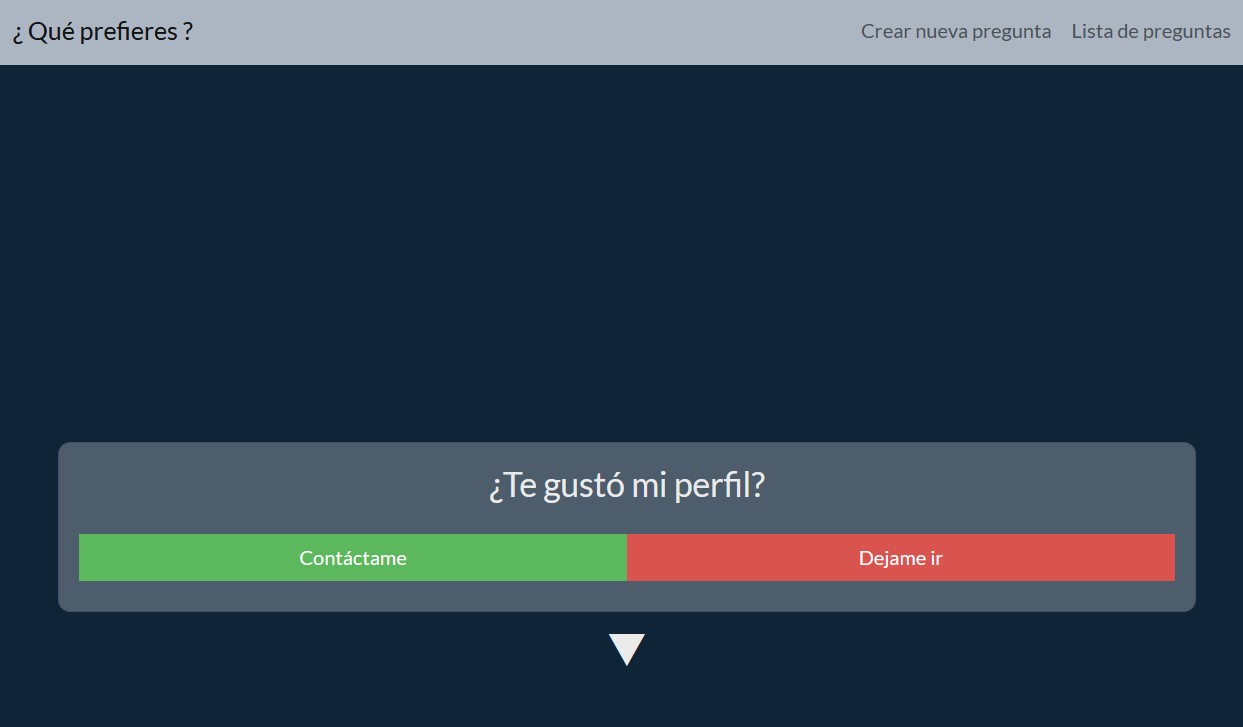 ¿ Qué prefieres ?
Crear nueva pregunta
Lista de preguntas
¿Te gustó mi perfil?
Contáctame
Dejame ir